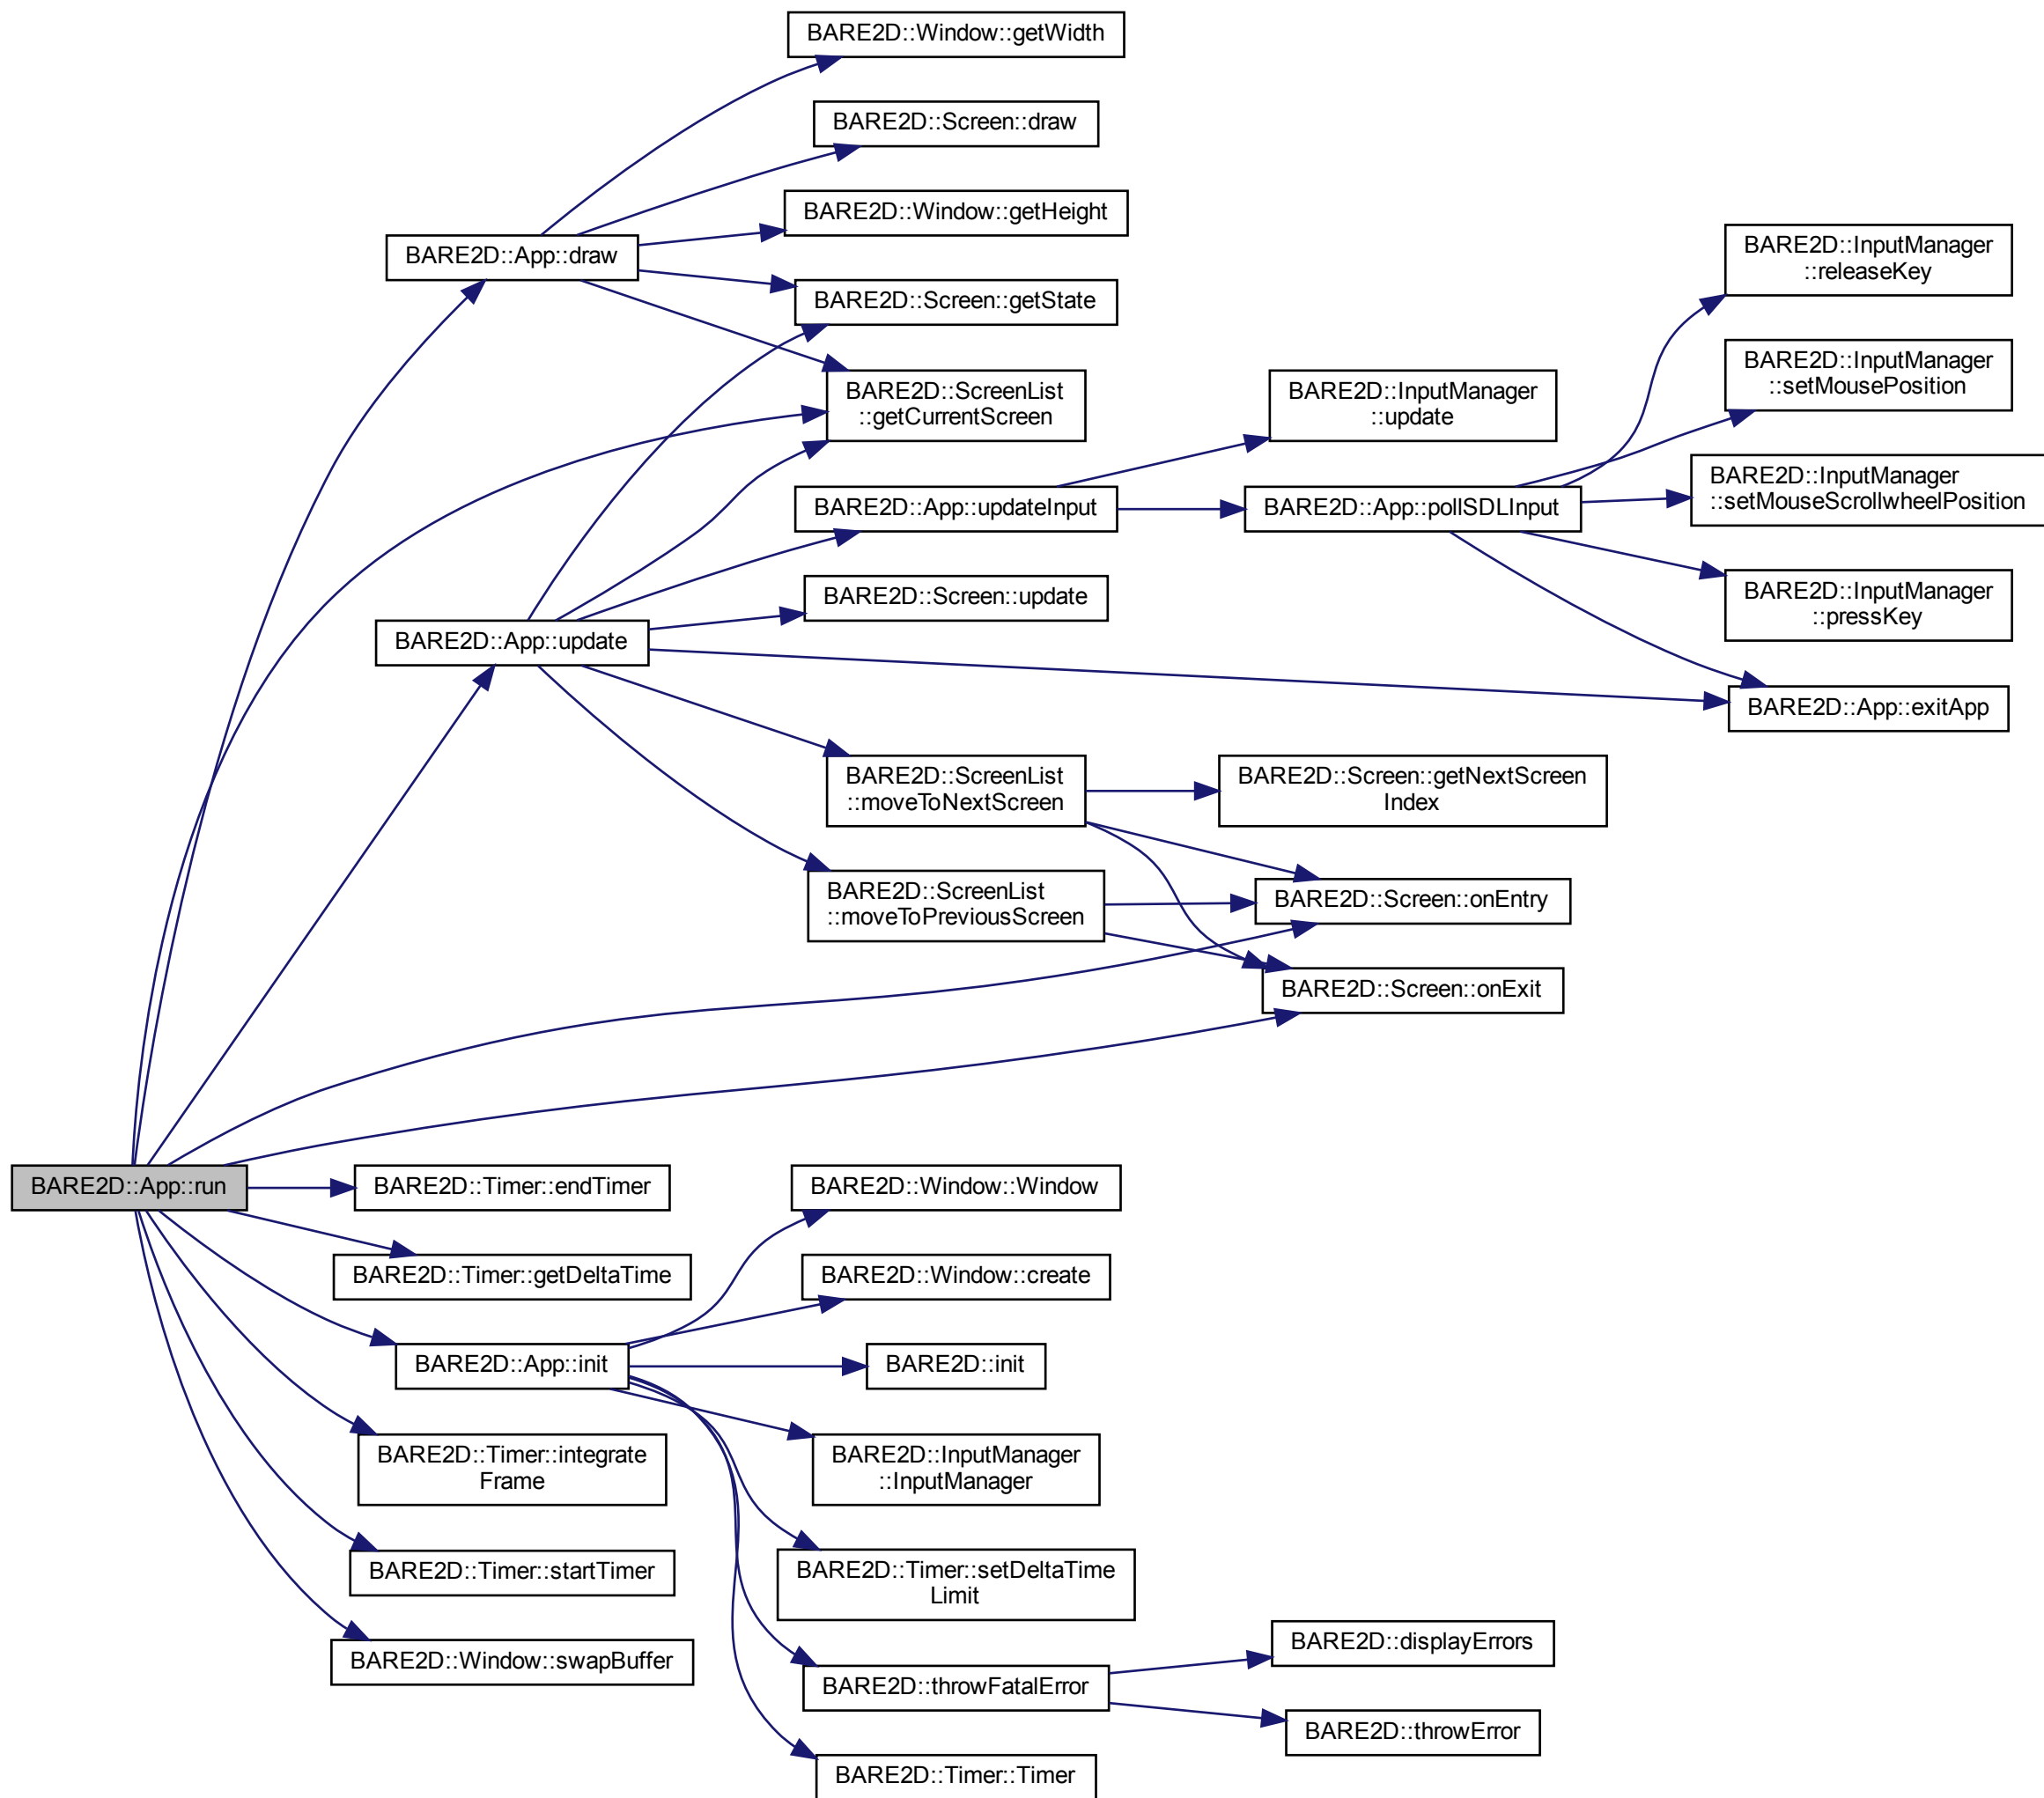 BARE2D::Window::getWidth
BARE2D::Screen::draw
BARE2D::Window::getHeight
BARE2D::App::draw
BARE2D::Screen::getState
BARE2D::InputManager
::releaseKey
BARE2D::InputManager
::setMousePosition
BARE2D::ScreenList
::getCurrentScreen
BARE2D::InputManager
::update
BARE2D::InputManager
::setMouseScrollwheelPosition
BARE2D::App::updateInput
BARE2D::App::pollSDLInput
BARE2D::InputManager
::pressKey
BARE2D::Screen::update
BARE2D::App::update
BARE2D::App::exitApp
BARE2D::ScreenList
::moveToNextScreen
BARE2D::Screen::getNextScreen
Index
BARE2D::ScreenList
::moveToPreviousScreen
BARE2D::Screen::onEntry
BARE2D::Screen::onExit
BARE2D::App::run
BARE2D::Timer::endTimer
BARE2D::Window::Window
BARE2D::Timer::getDeltaTime
BARE2D::Window::create
BARE2D::App::init
BARE2D::init
BARE2D::Timer::integrate
Frame
BARE2D::InputManager
::InputManager
BARE2D::Timer::startTimer
BARE2D::Timer::setDeltaTime
Limit
BARE2D::Window::swapBuffer
BARE2D::displayErrors
BARE2D::throwFatalError
BARE2D::throwError
BARE2D::Timer::Timer